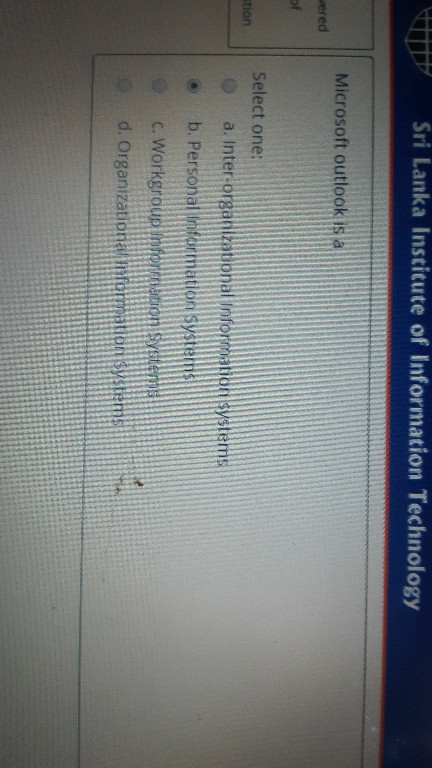 Sri Lanka Institute of Information Technology
vered
of
stion
Microsoft outlook is a
Select one:
a. Inter-organizational Information systems
b. Personal Information Systems
c. Workgroup Information Systems
d. Organizational Information Systems